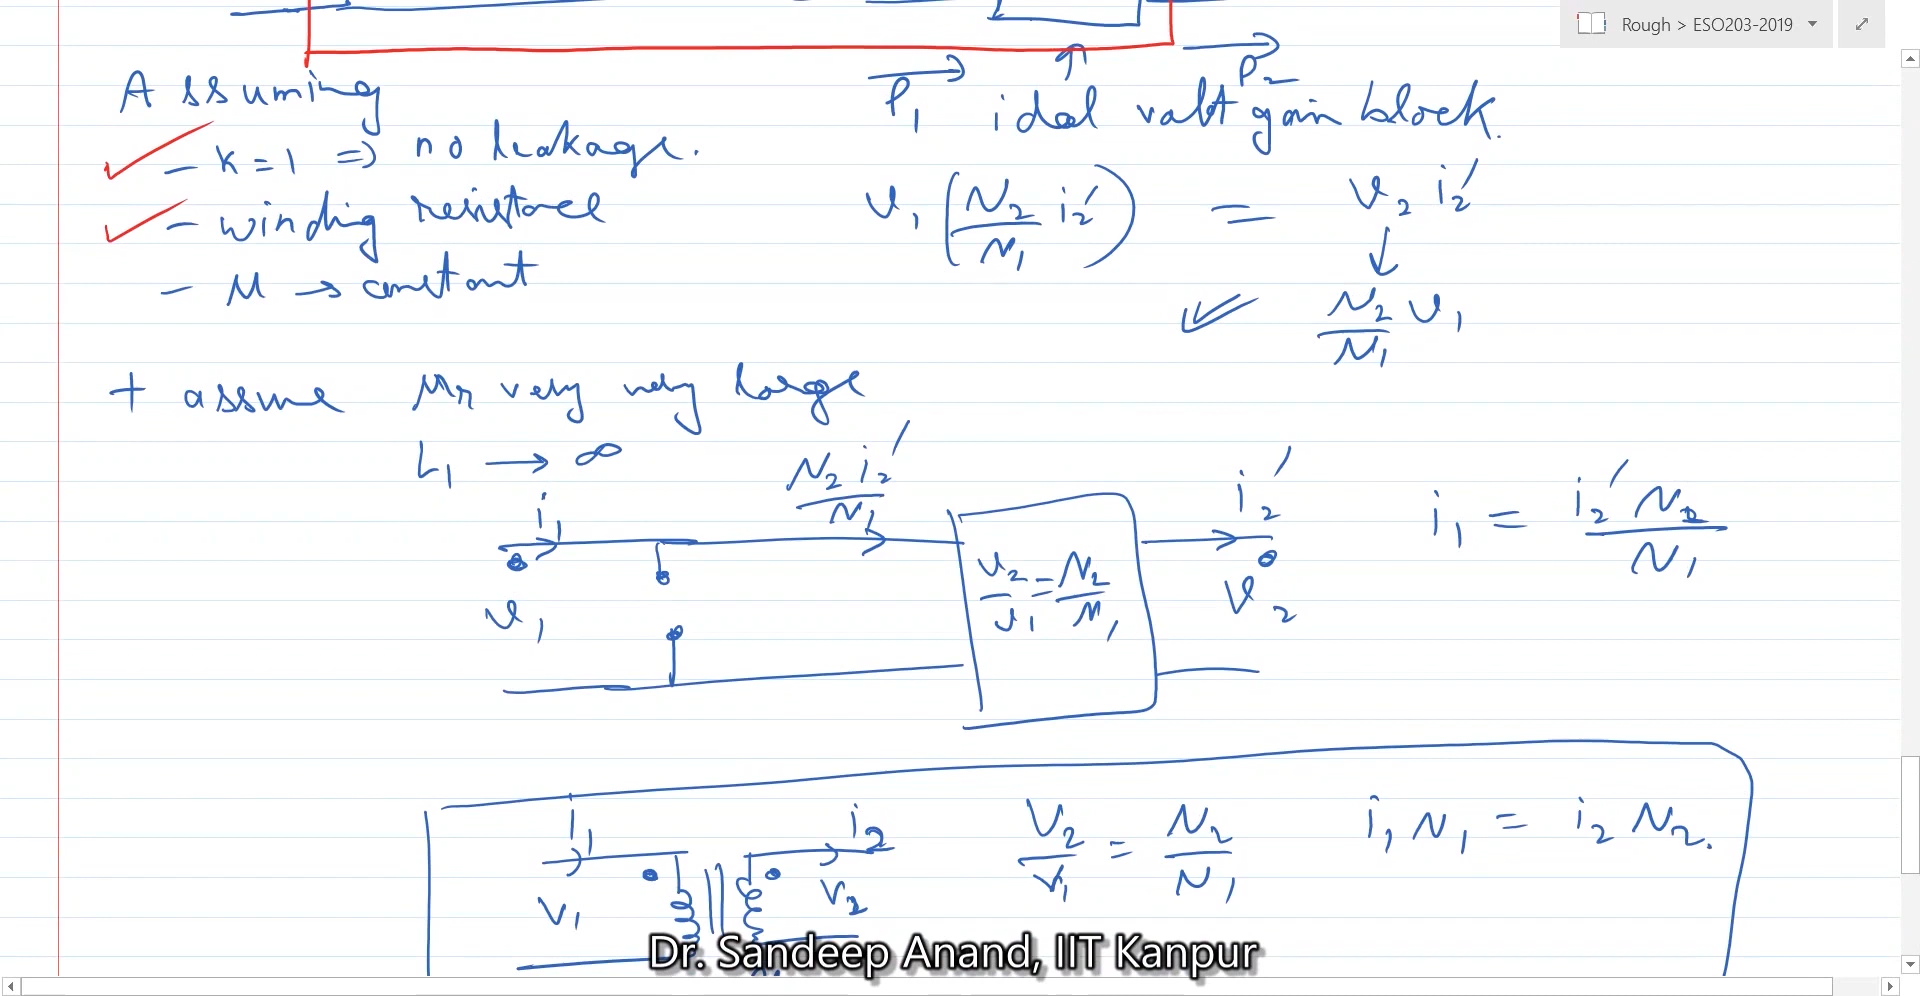 Rough > ESO203-2019
P₁ P₂
Assuming ideal volt gain block.
- K = 1 ⇒ no leakage.
v₁ (N₂/N₁ i₂') = v₂ i₂'
- winding resistance
- μ → constant
N₂/N₁ v₁
+ assume μr very very large
L₁ → ∞
i₁ N₂ i₂'/N₁ i₂'
i₁ = i₂' N₂/N₁
v₁ v₂/v₁ = N₂/N₁ v₂
i₁ i₂ V₂/V₁ = N₂/N₁ i₁ N₁ = i₂ N₂.
V₁ V₂
Dr. Sandeep Anand, IIT Kanpur